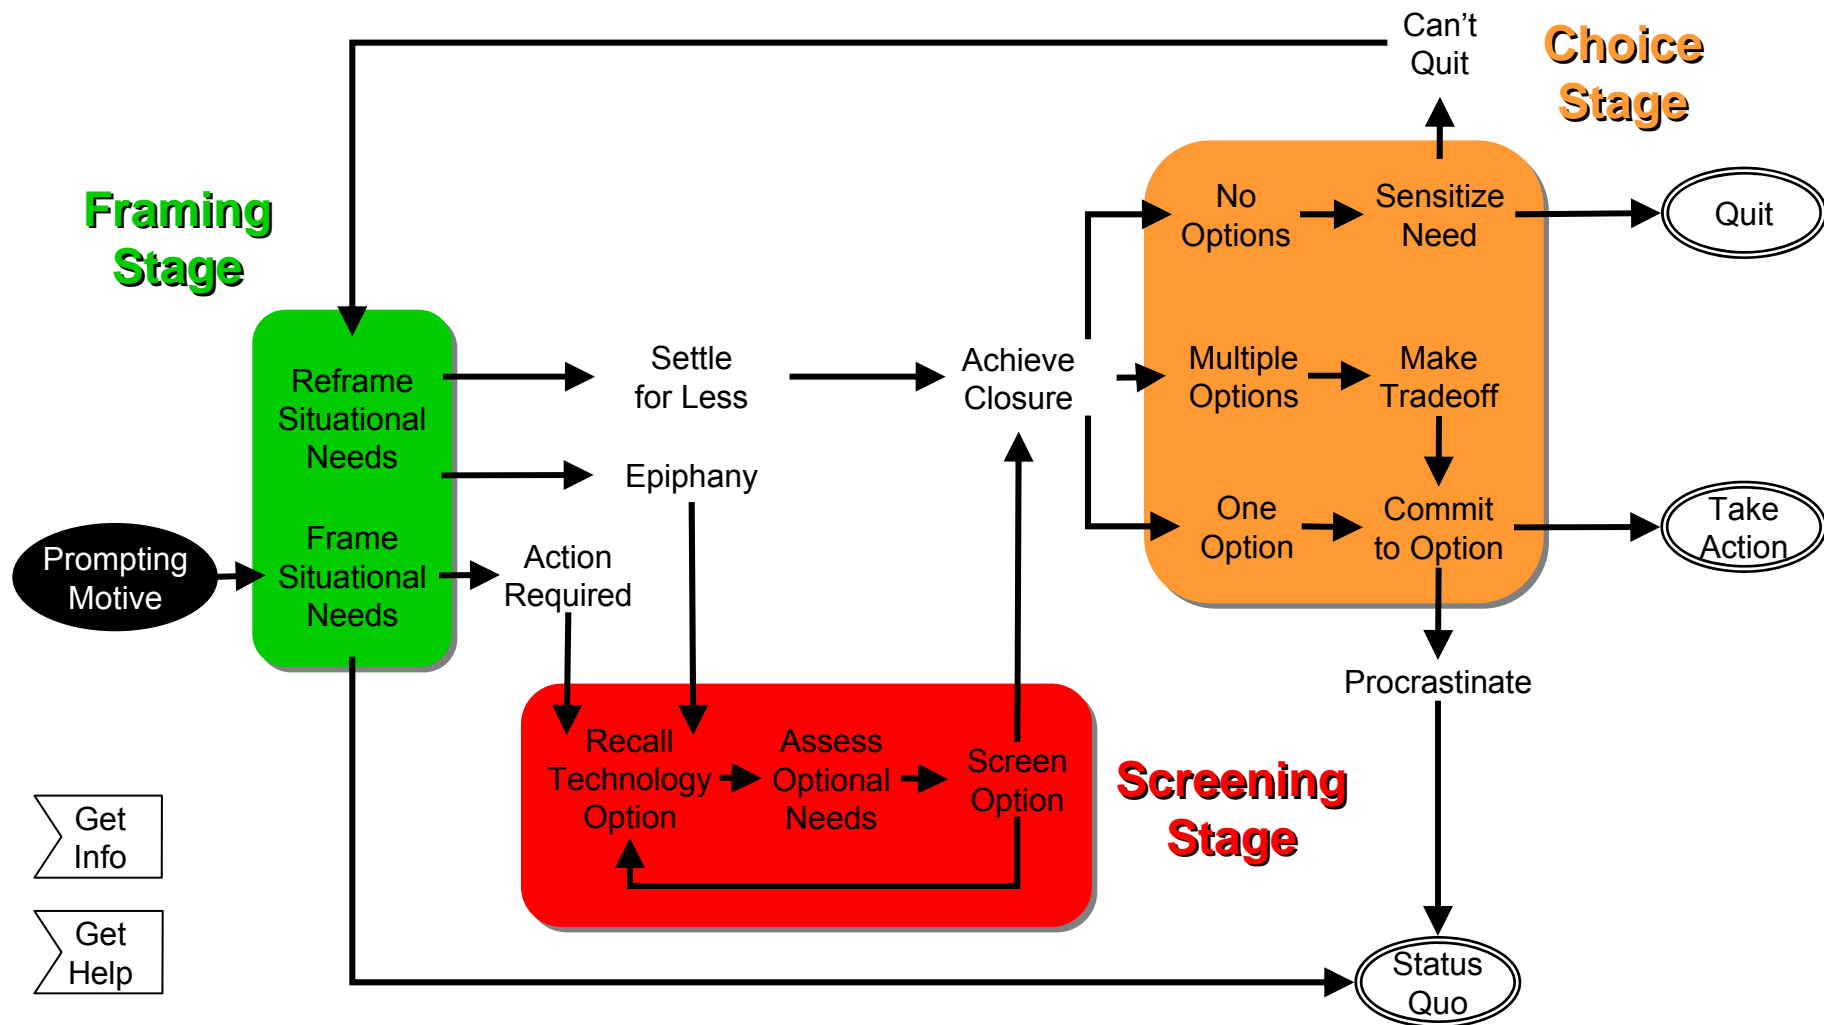 Can't
Quit
Choice
Stage
Framing
Stage
No
Options
Sensitize
Need
Quit
Reframe
Situational
Needs
Settle
for Less
Achieve
Closure
Multiple
Options
Make
Tradeoff
Epiphany
Prompting
Motive
Frame
Situational
Needs
Action
Required
One
Option
Commit
to Option
Take
Action
Procrastinate
Recall
Technology
Option
Assess
Optional
Needs
Screen
Option
Screening
Stage
Get
Info
Get
Help
Status
Quo